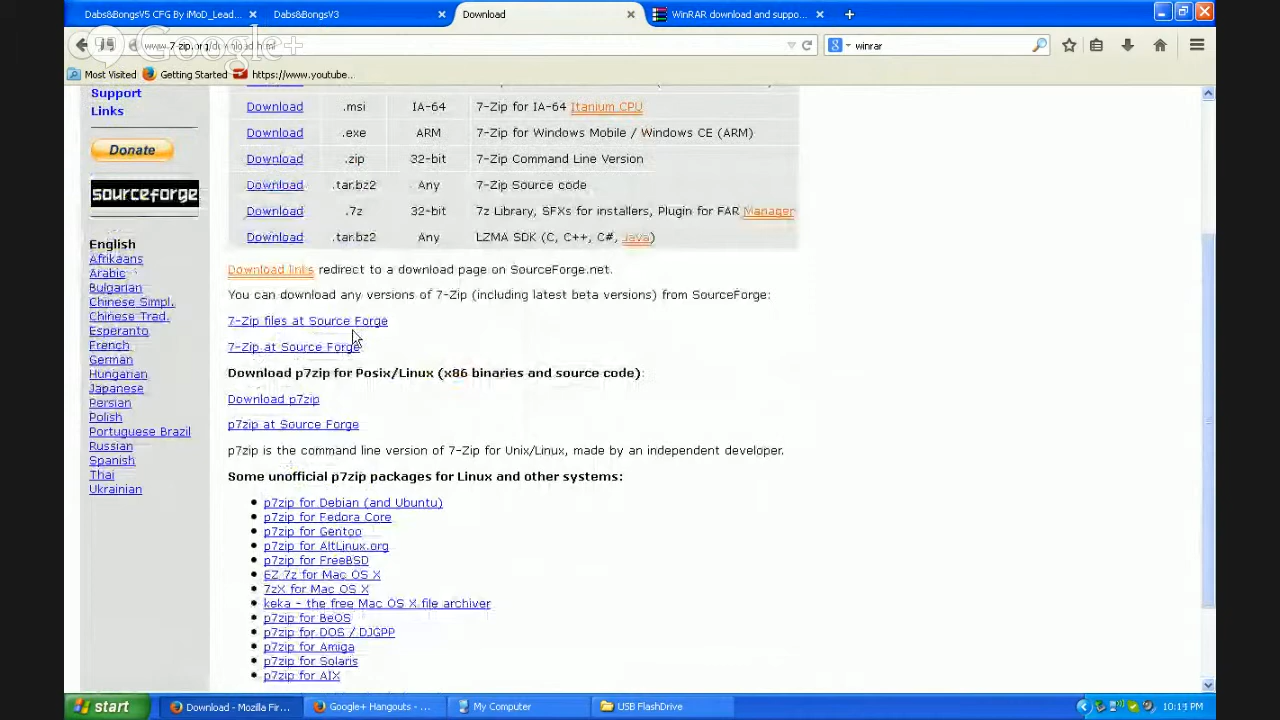 Dabs&BongsV5 CFG By iMoD_Lead...
Dabs&BongsV3
Download
WinRAR download and suppo...
Google+
www.7-zip.org/download.html
winrar
Most Visited
Getting Started
https://www.youtube...
Support
Links
Donate
sourceforge
English
Afrikaans
Arabic
Bulgarian
Chinese Simpl.
Chinese Trad.
Esperanto
French
German
Hungarian
Japanese
Persian
Polish
Portuguese Brazil
Russian
Spanish
Thai
Ukrainian
Download .msi IA-64 7-Zip for IA-64 Itanium CPU
Download .exe ARM 7-Zip for Windows Mobile / Windows CE (ARM)
Download .zip 32-bit 7-Zip Command Line Version
Download .tar.bz2 Any 7-Zip Source code
Download .7z 32-bit 7z Library, SFXs for installers, Plugin for FAR Manager
Download .tar.bz2 Any LZMA SDK (C, C++, C#, Java)
Download links redirect to a download page on SourceForge.net.
You can download any versions of 7-Zip (including latest beta versions) from SourceForge:
7-Zip files at Source Forge
7-Zip at Source Forge
Download p7zip for Posix/Linux (x86 binaries and source code):
Download p7zip
p7zip at Source Forge
p7zip is the command line version of 7-Zip for Unix/Linux, made by an independent developer.
Some unofficial p7zip packages for Linux and other systems:
p7zip for Debian (and Ubuntu)
p7zip for Fedora Core
p7zip for Gentoo
p7zip for AltLinux.org
p7zip for FreeBSD
EZ 7z for Mac OS X
7zX for Mac OS X
keka - the free Mac OS X file archiver
p7zip for BeOS
p7zip for DOS / DJGPP
p7zip for Amiga
p7zip for Solaris
p7zip for AIX
start
Download - Mozilla Fir...
Google+ Hangouts - ...
My Computer
USB FlashDrive